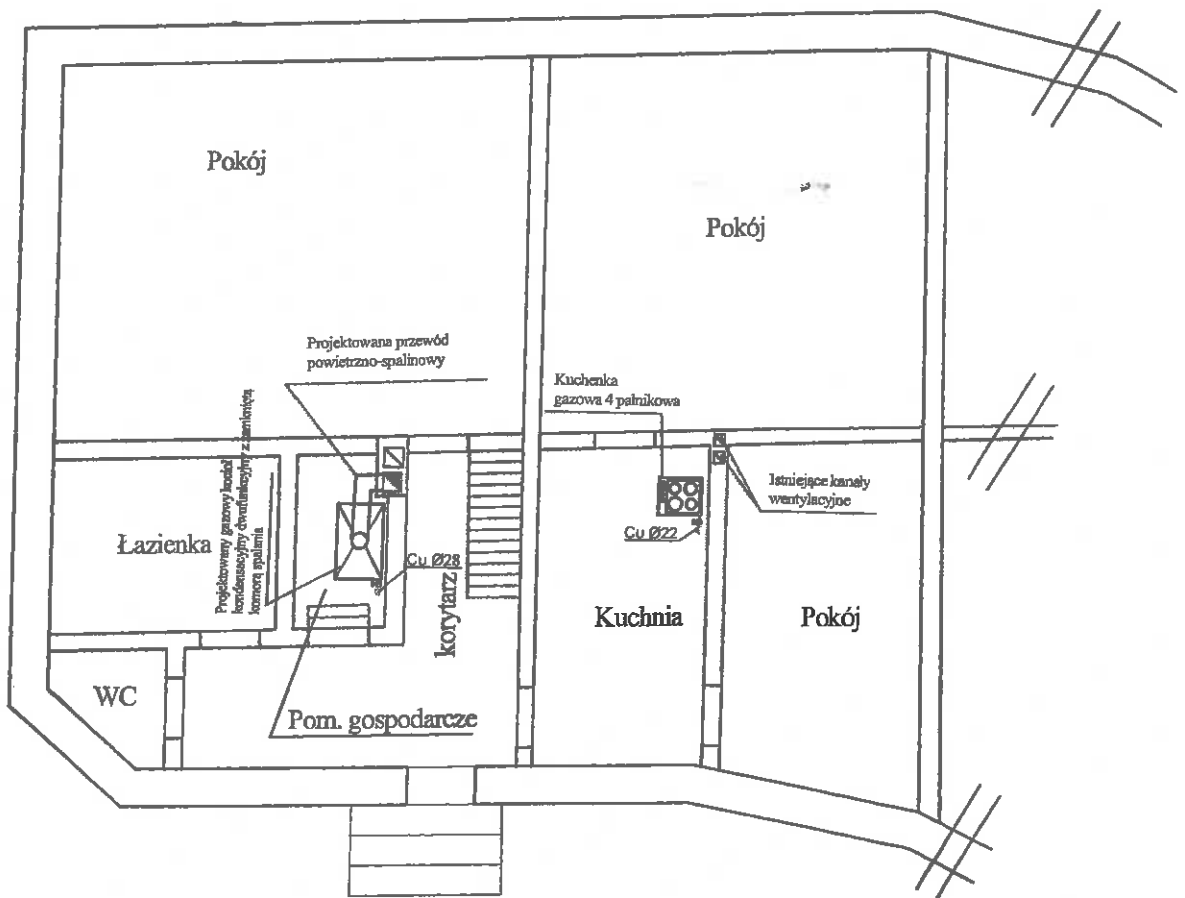 Pokój
Pokój
Projektowana przewód
powietrzno-spalinowy
Kuchenka
gazowa 4 palnikowa
Projektowany gazowy kocioł
kondensacyjny dwufunkcyjny z zamkniętą
komorą spalania
Istniejące kanały
wentylacyjne
Łazienka
Cu Ø28
Cu Ø22
korytarz
Kuchnia
Pokój
WC
Pom. gospodarcze